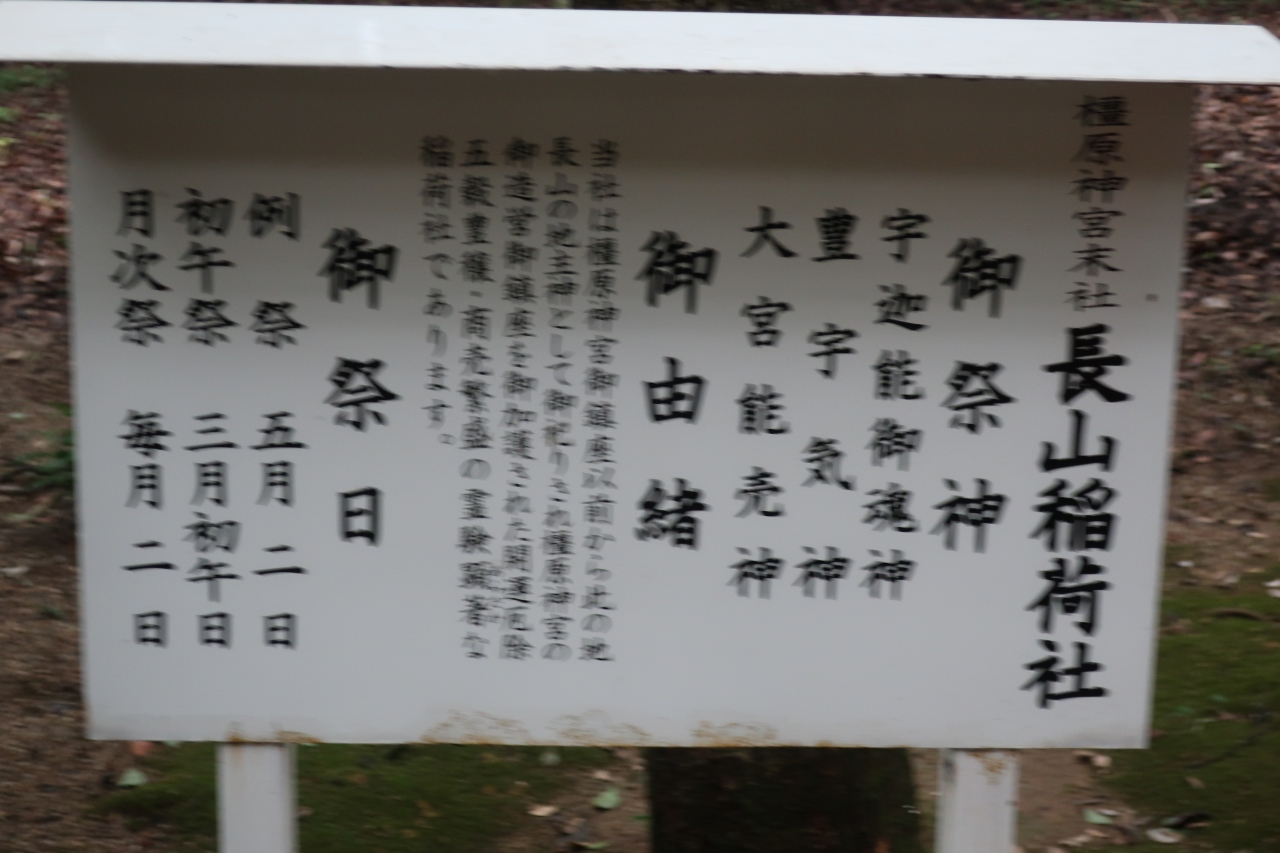 橿原神宮末社 長山稲荷社
御祭神
宇迦能御魂神
豊宇気神
大宮能売神
御由緒
当社は橿原神宮御鎮座以前から此の地
長山の地主神として御祀りされ橿原神宮の
御造営御鎮座を御加護された開運厄除
五穀豊穣、商売繁盛の霊験顕著な
稲荷社であります。
御祭日
例祭 五月二日
初午祭 三月初午日
月次祭 毎月二日